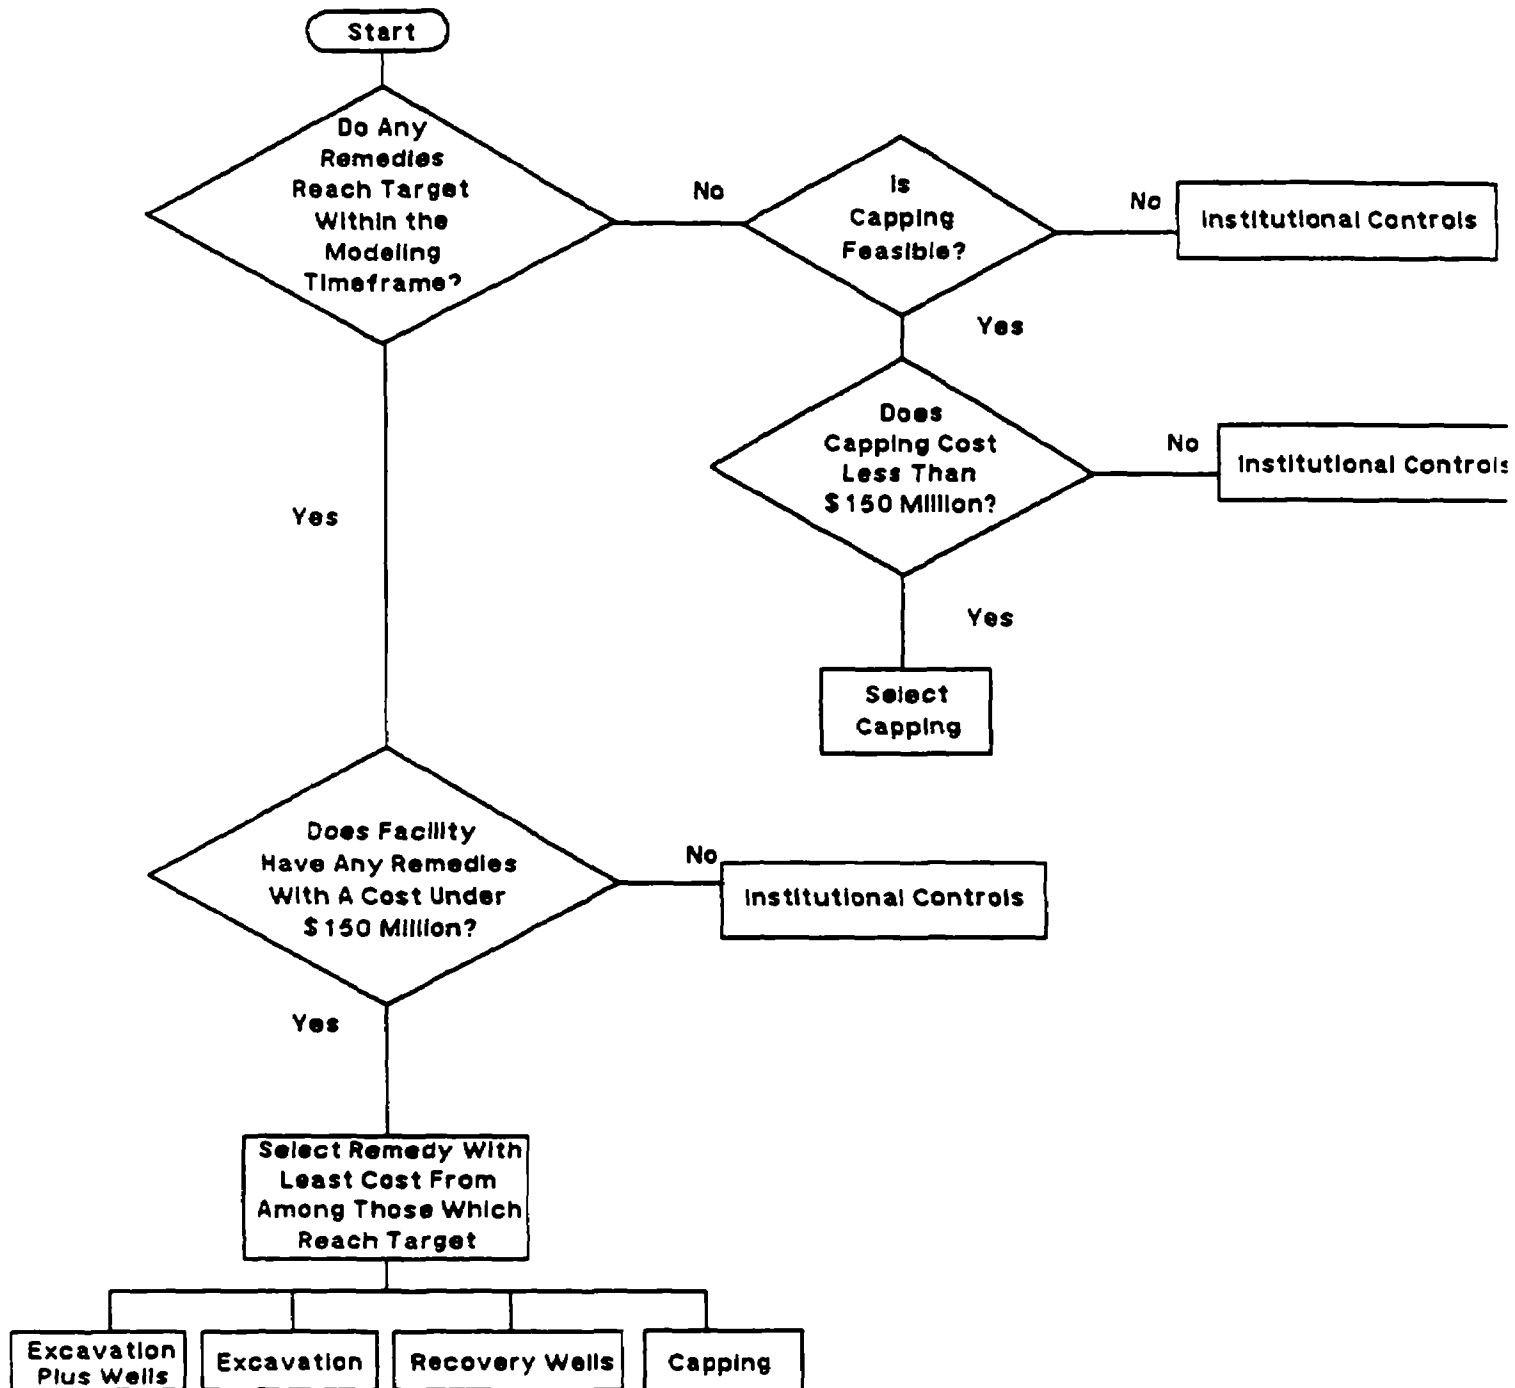 Start
Do Any
Remedies
Reach Target
Within the
Modeling
Timeframe?
No
Is
Capping
Feasible?
No
Institutional Controls
Yes
Does
Capping Cost
Less Than
$150 Million?
No
Institutional Controls
Yes
Yes
Select
Capping
Does Facility
Have Any Remedies
With A Cost Under
$150 Million?
No
Institutional Controls
Yes
Select Remedy With
Least Cost From
Among Those Which
Reach Target
Excavation
Plus Wells
Excavation
Recovery Wells
Capping